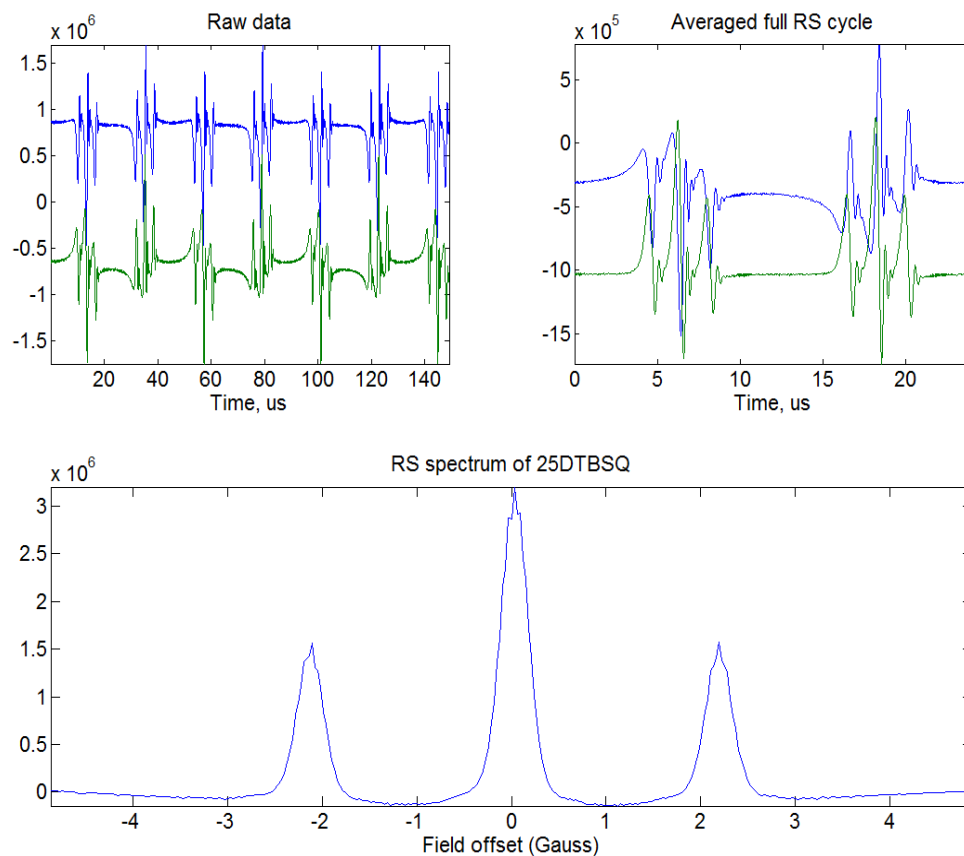 Raw data
x 10^6
1.5
1
0.5
0
-0.5
-1
-1.5
20 40 60 80 100 120 140
Time, us
Averaged full RS cycle
x 10^5
5
0
-5
-10
-15
0 5 10 15 20
Time, us
RS spectrum of 25DTBSQ
x 10^6
3
2.5
2
1.5
1
0.5
0
-4 -3 -2 -1 0 1 2 3 4
Field offset (Gauss)